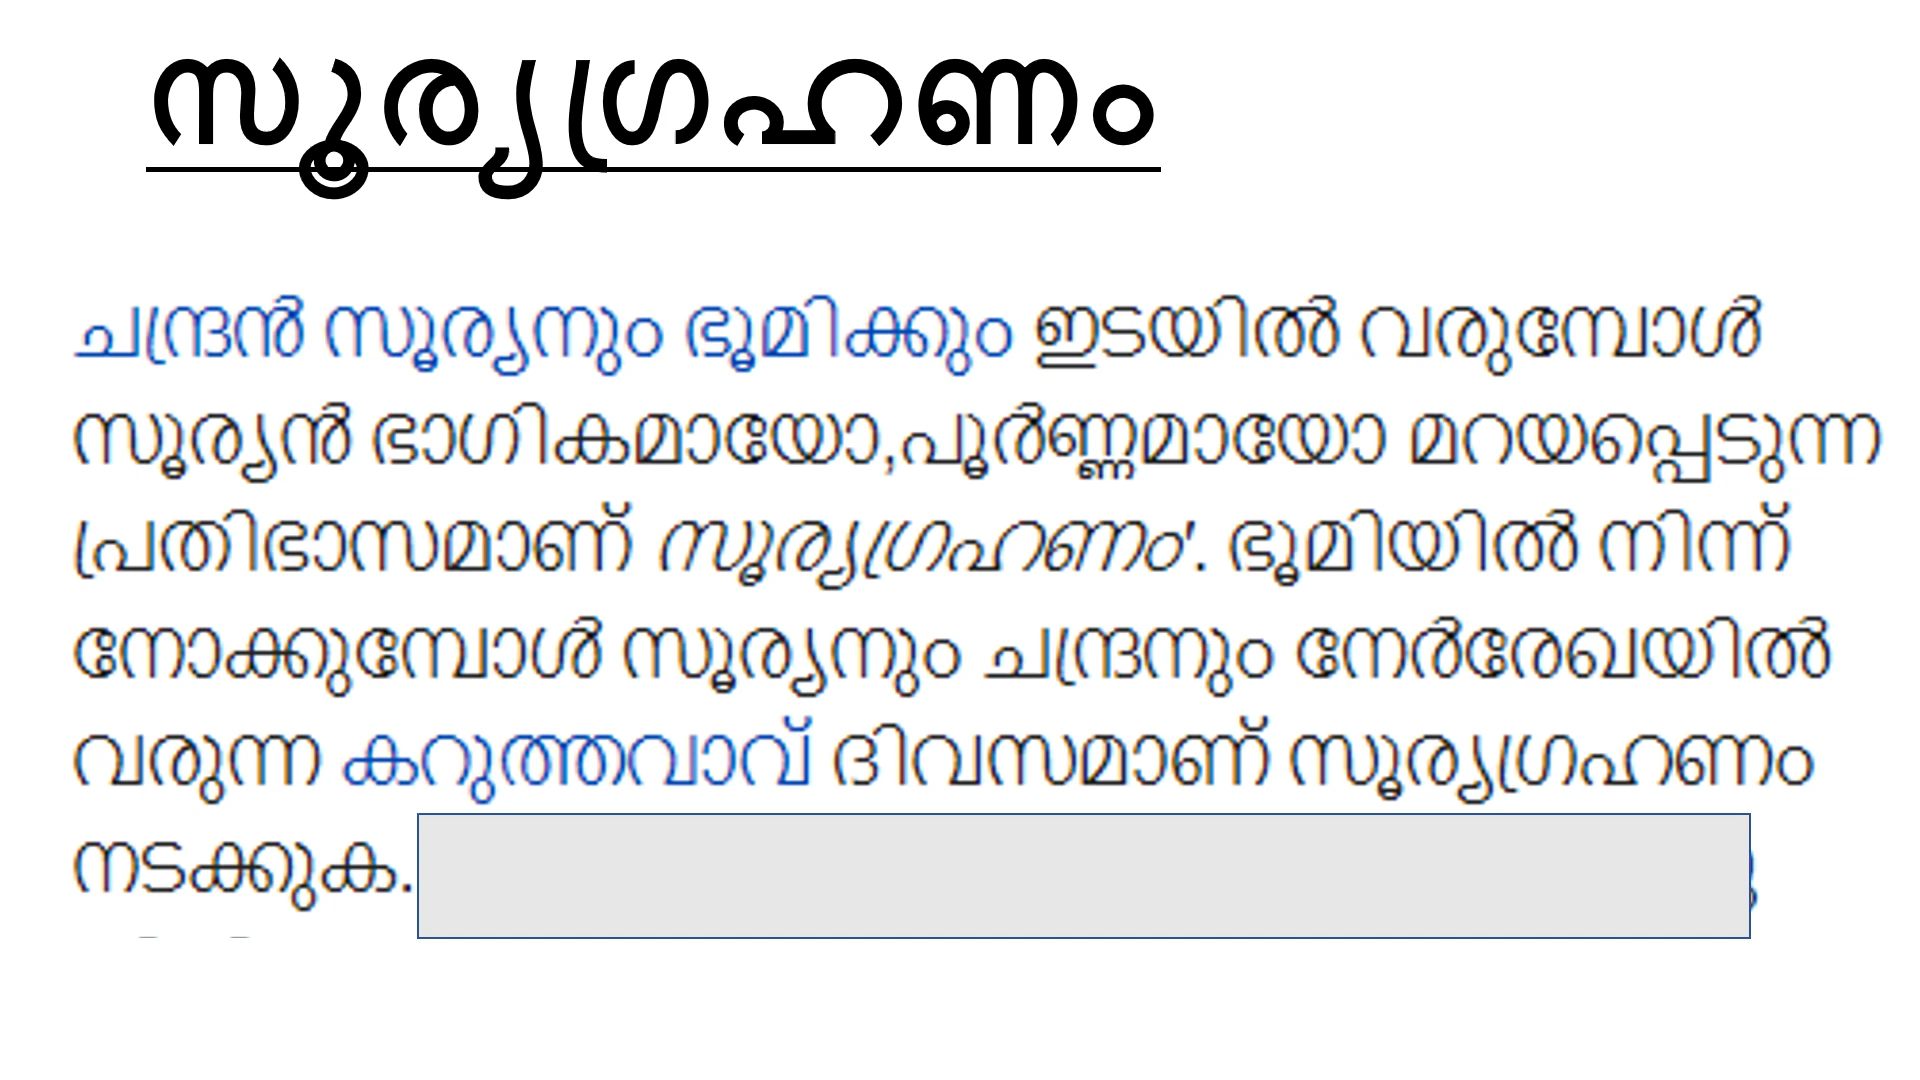 സൂര്യഗ്രഹണം
ചന്ദ്രൻ സൂര്യനും ഭൂമിക്കും ഇടയിൽ വരുമ്പോൾ
സൂര്യൻ ഭാഗികമായോ,പൂർണ്ണമായോ മറയപ്പെടുന്ന
പ്രതിഭാസമാണ് സൂര്യഗ്രഹണം'. ഭൂമിയിൽ നിന്ന്
നോക്കുമ്പോൾ സൂര്യനും ചന്ദ്രനും നേർരേഖയിൽ
വരുന്ന കറുത്തവാവ് ദിവസമാണ് സൂര്യഗ്രഹണം
നടക്കുക.